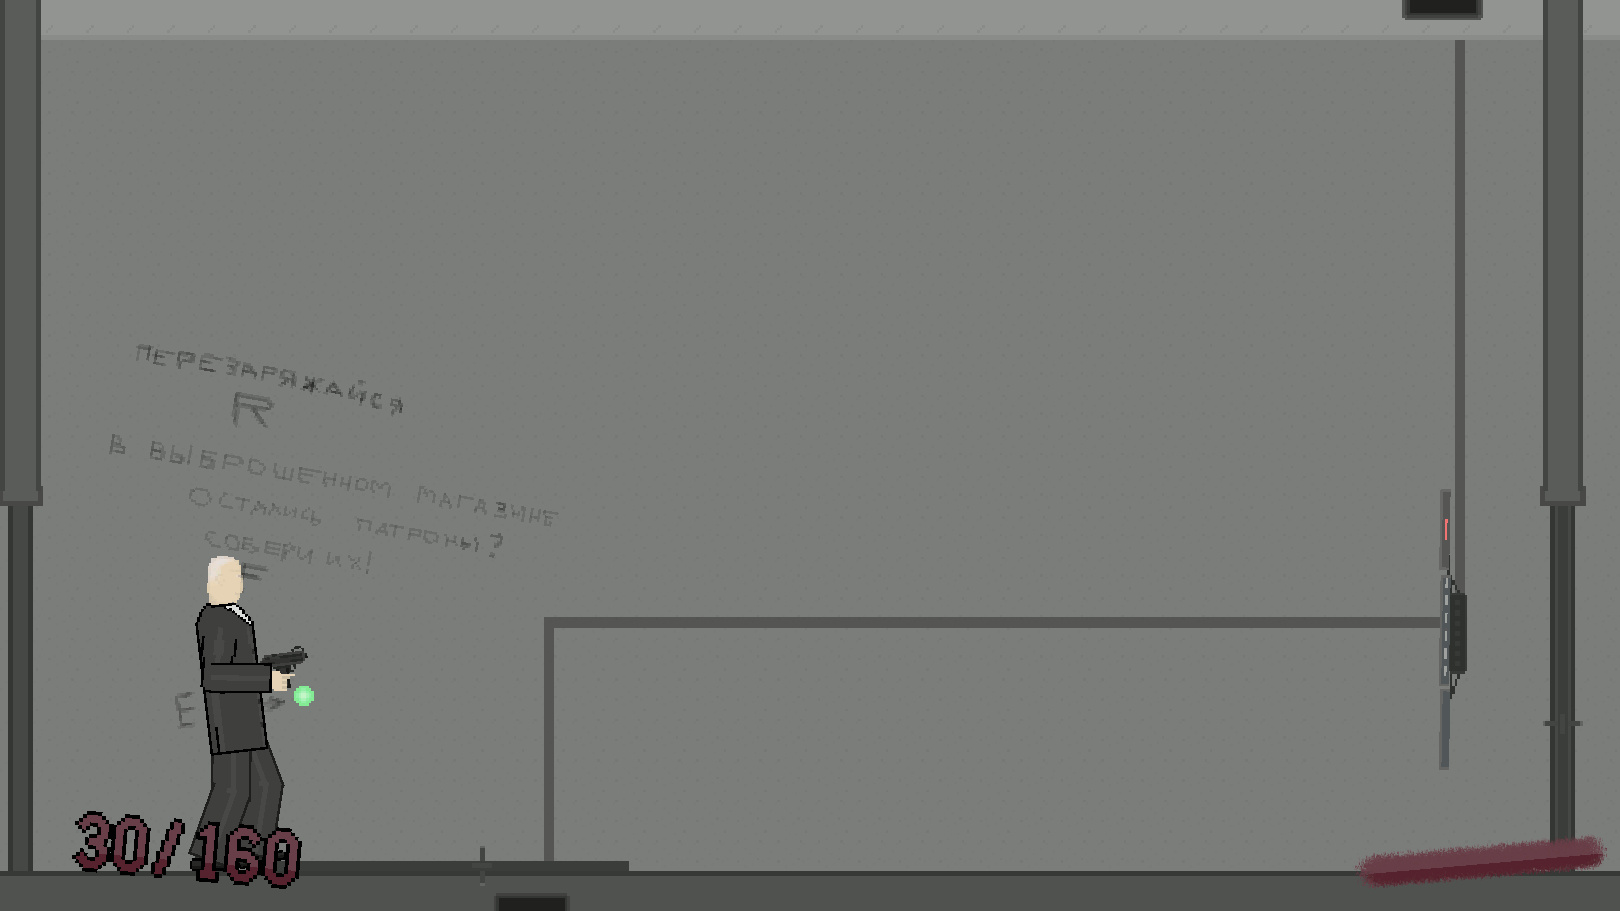 ПЕРЕЗАРЯЖАЙСЯ
R
В ВЫБРОШЕННОМ МАГАЗИНЕ
ОСТАЛИСЬ ПАТРОНЫ?
СОБЕРИ ИХ!
E
E
30/160